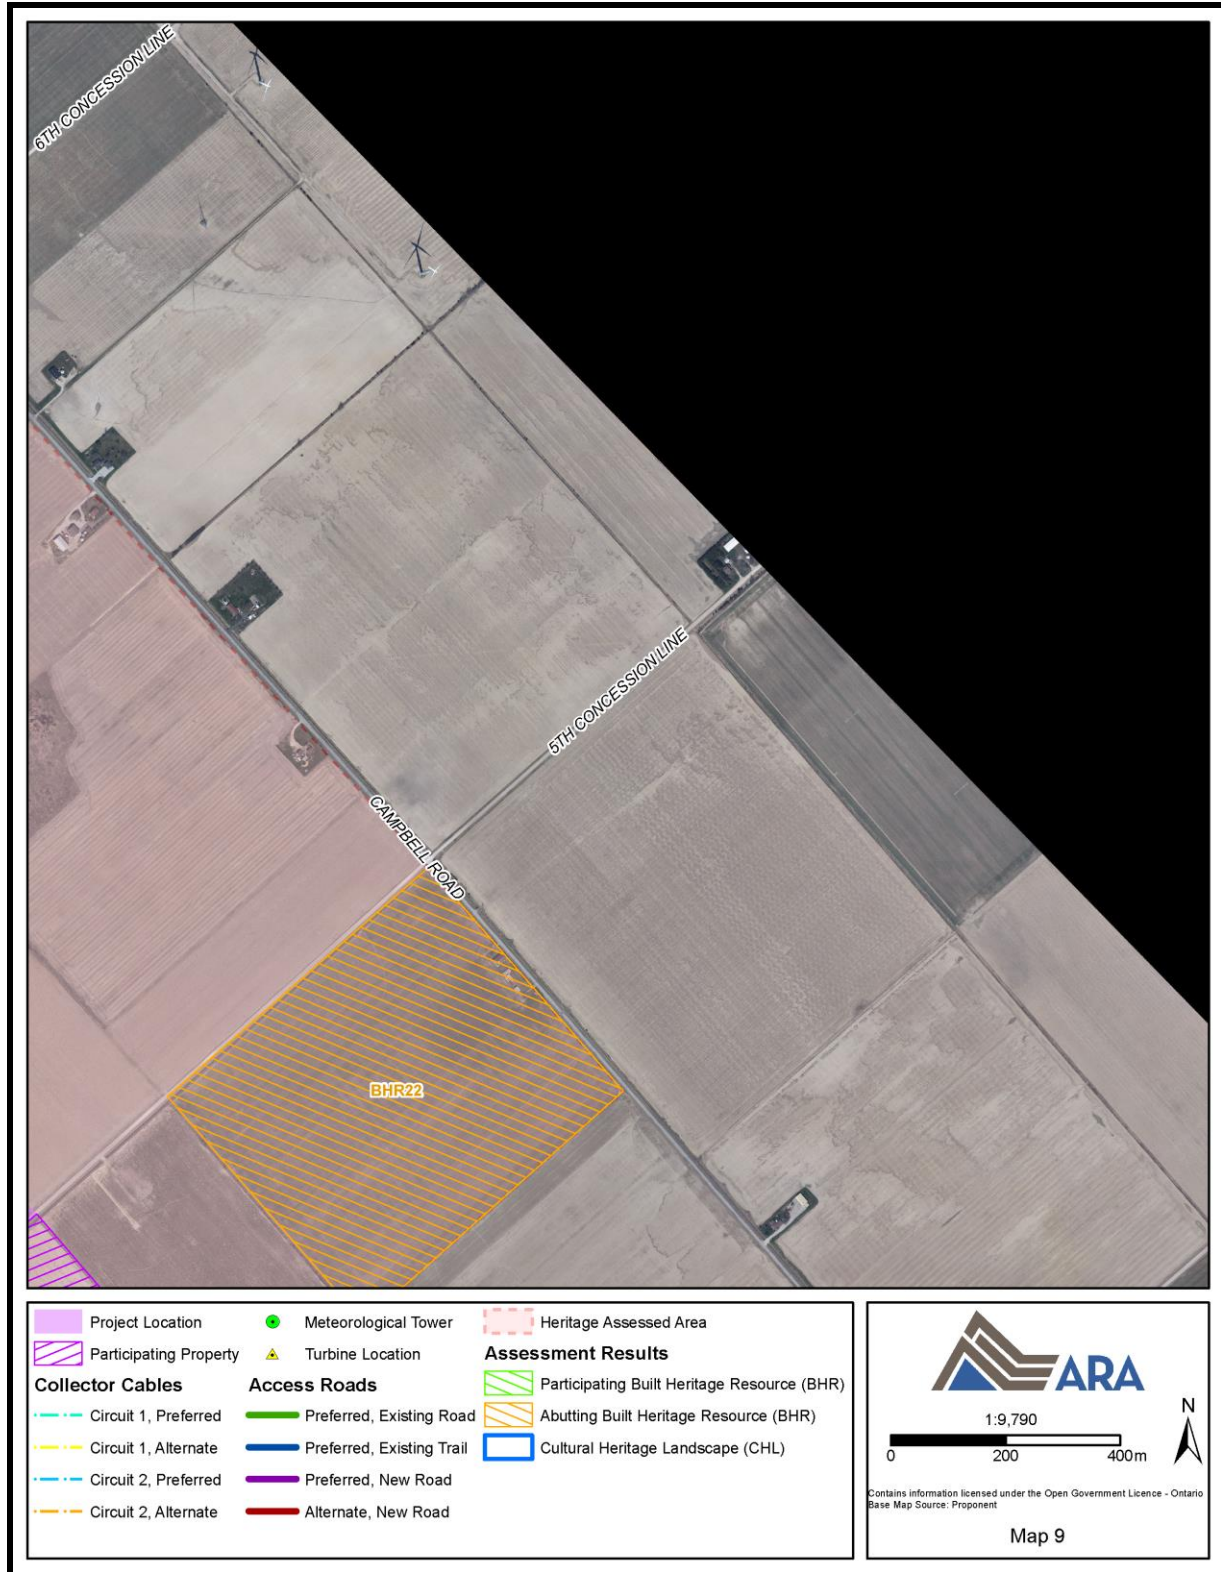 6TH CONCESSION LINE
5TH CONCESSION LINE
CAMPBELL ROAD
BHR22
Project Location
Participating Property
Collector Cables
Circuit 1, Preferred
Circuit 1, Alternate
Circuit 2, Preferred
Circuit 2, Alternate
Meteorological Tower
Turbine Location
Access Roads
Preferred, Existing Road
Preferred, Existing Trail
Preferred, New Road
Alternate, New Road
Heritage Assessed Area
Assessment Results
Participating Built Heritage Resource (BHR)
Abutting Built Heritage Resource (BHR)
Cultural Heritage Landscape (CHL)
ARA
1:9,790
N
0 200 400 m
Contains information licensed under the Open Government Licence - Ontario
Base Map Source: Proponent
Map 9